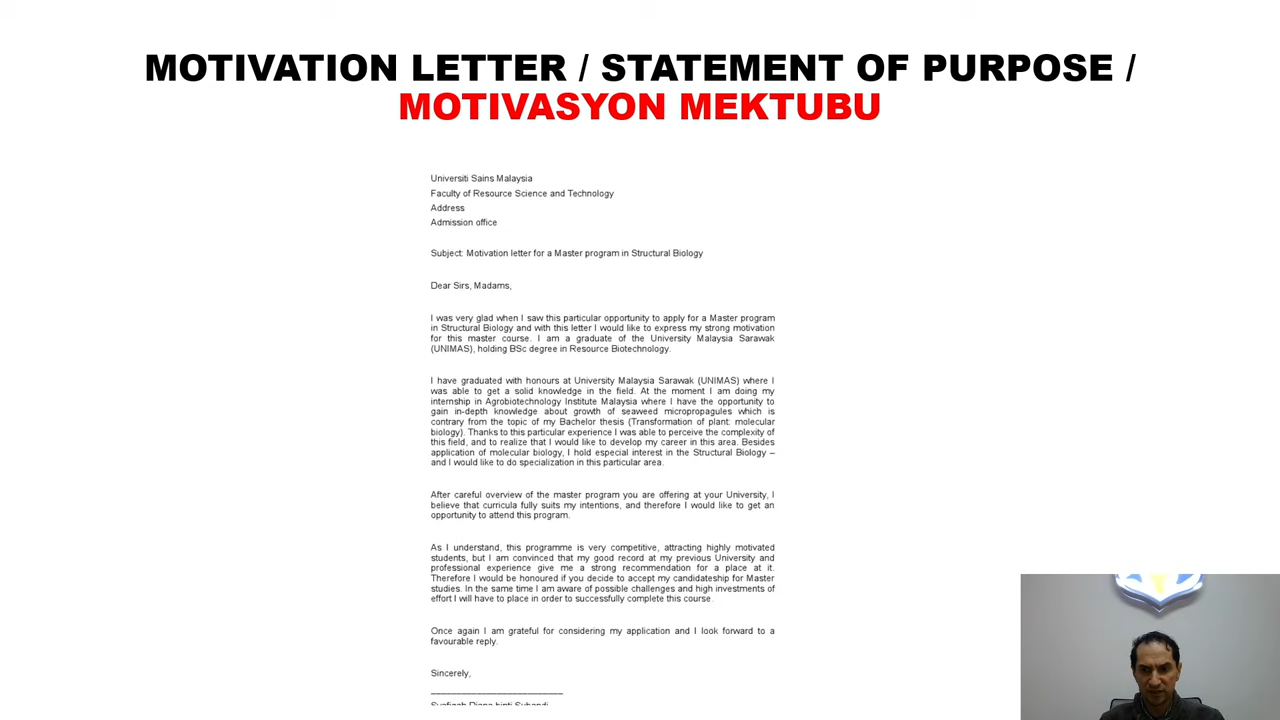 MOTIVATION LETTER / STATEMENT OF PURPOSE /
MOTIVASYON MEKTUBU
Universiti Sains Malaysia
Faculty of Resource Science and Technology
Address
Admission office
Subject: Motivation letter for a Master program in Structural Biology
Dear Sirs, Madams,
I was very glad when I saw this particular opportunity to apply for a Master program
in Structural Biology and with this letter I would like to express my strong motivation
for this master course. I am a graduate of the University Malaysia Sarawak
(UNIMAS), holding BSc degree in Resource Biotechnology.
I have graduated with honours at University Malaysia Sarawak (UNIMAS) where I
was able to get a solid knowledge in the field. At the moment I am doing my
internship in Agrobiotechnology Institute Malaysia where I have the opportunity to
gain in-depth knowledge about growth of seaweed micropropagules which is
contrary from the topic of my Bachelor thesis (Transformation of plant: molecular
biology). Thanks to this particular experience I was able to perceive the complexity of
this field, and to realize that I would like to develop my career in this area. Besides
application of molecular biology, I hold especial interest in the Structural Biology –
and I would like to do specialization in this particular area.
After careful overview of the master program you are offering at your University, I
believe that curricula fully suits my intentions, and therefore I would like to get an
opportunity to attend this program.
As I understand, this programme is very competitive, attracting highly motivated
students, but I am convinced that my good record at my previous University and
professional experience give me a strong recommendation for a place at it.
Therefore I would be honoured if you decide to accept my candidateship for Master
studies. In the same time I am aware of possible challenges and high investments of
effort I will have to place in order to successfully complete this course.
Once again I am grateful for considering my application and I look forward to a
favourable reply.
Sincerely,